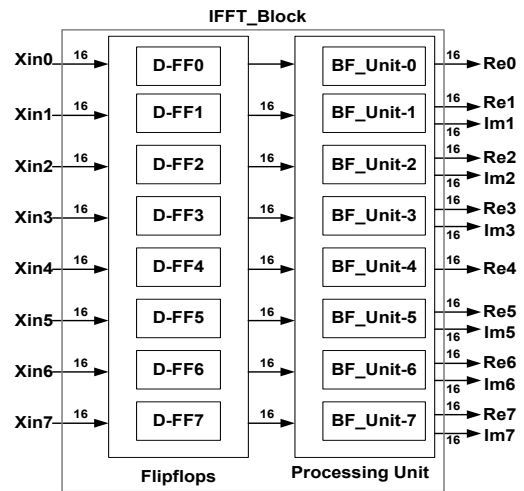 IFFT_Block
Xin0 16 D-FF0 BF_Unit-0 16 Re0
Xin1 16 D-FF1 16 BF_Unit-1 16 Re1
16 Im1
Xin2 16 D-FF2 16 BF_Unit-2 16 Re2
16 Im2
Xin3 16 D-FF3 16 BF_Unit-3 16 Re3
16 Im3
Xin4 16 D-FF4 16 BF_Unit-4 16 Re4
Xin5 16 D-FF5 16 BF_Unit-5 16 Re5
16 Im5
Xin6 16 D-FF6 16 BF_Unit-6 16 Re6
16 Im6
Xin7 16 D-FF7 16 BF_Unit-7 16 Re7
16 Im7
Flipflops Processing Unit